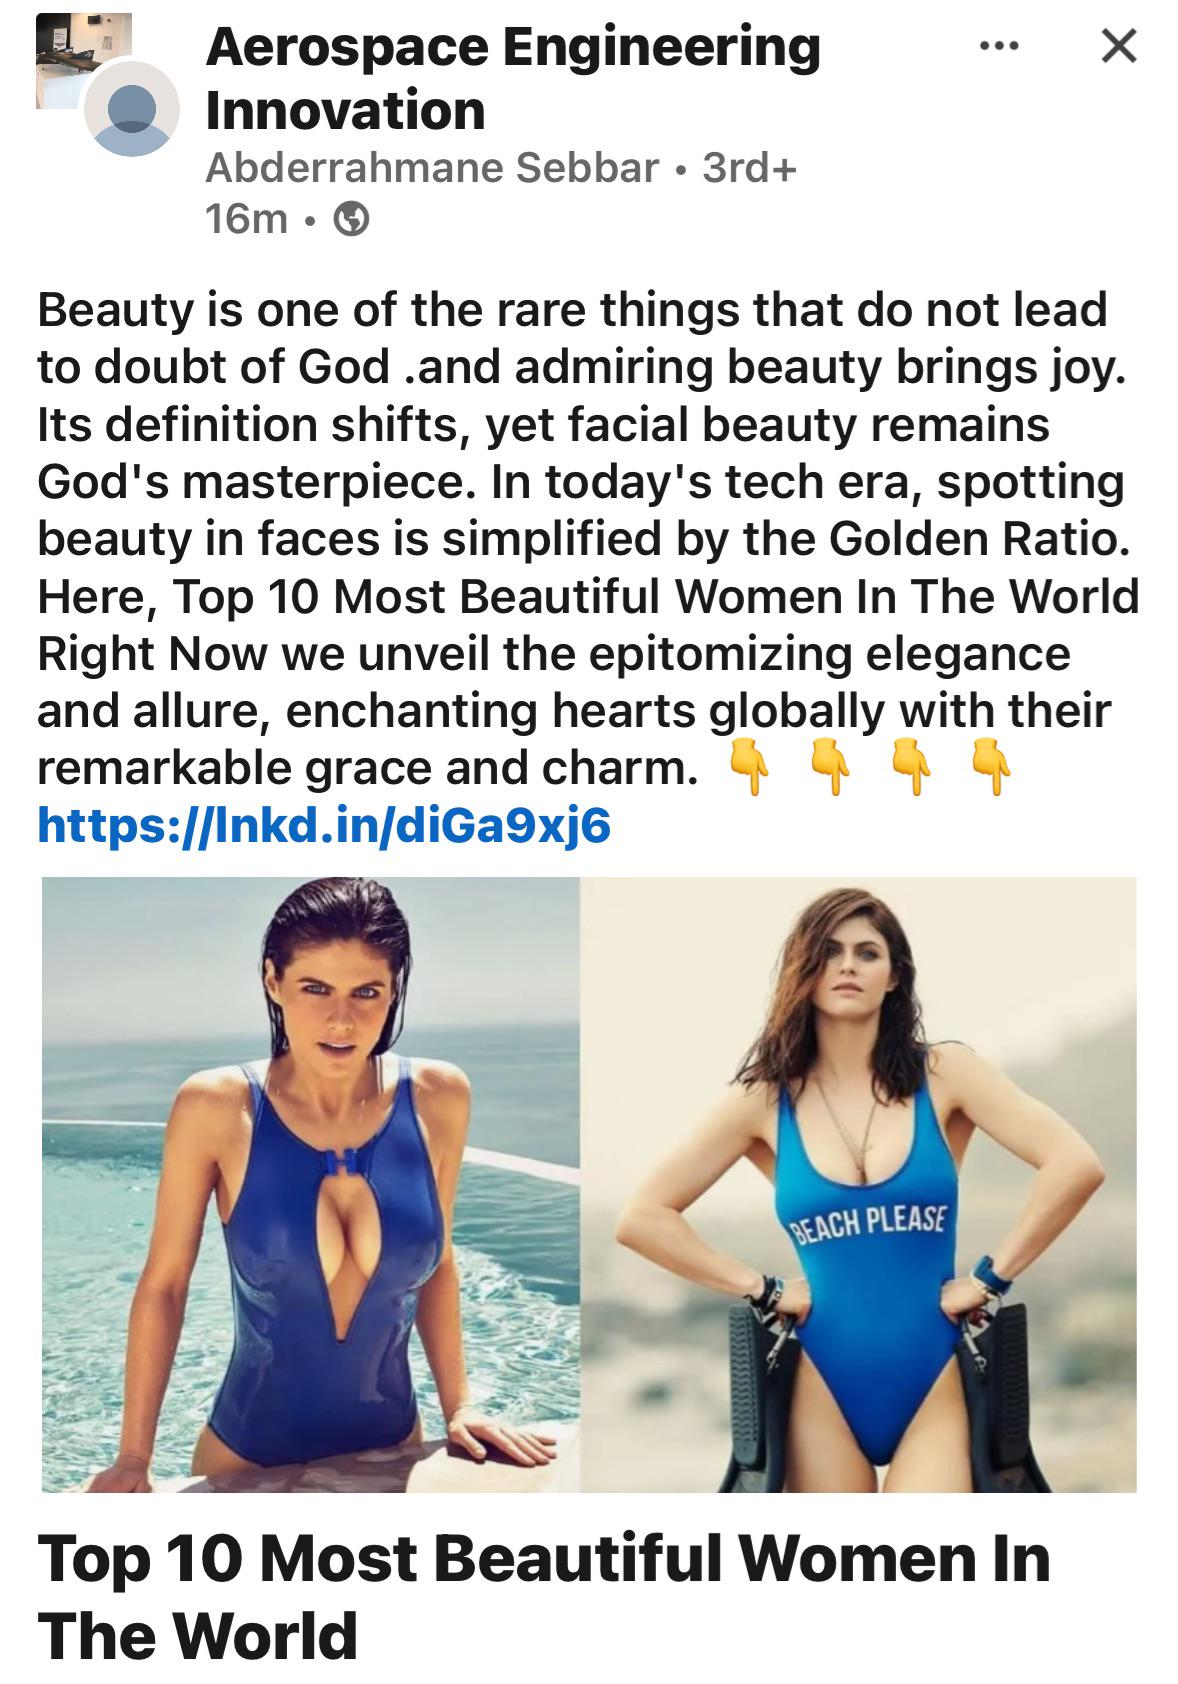 Aerospace Engineering
Innovation
Abderrahmane Sebbar • 3rd+
16m •
Beauty is one of the rare things that do not lead
to doubt of God .and admiring beauty brings joy.
Its definition shifts, yet facial beauty remains
God's masterpiece. In today's tech era, spotting
beauty in faces is simplified by the Golden Ratio.
Here, Top 10 Most Beautiful Women In The World
Right Now we unveil the epitomizing elegance
and allure, enchanting hearts globally with their
remarkable grace and charm. 👇 👇 👇 👇
https://lnkd.in/diGa9xj6
BEACH PLEASE
Top 10 Most Beautiful Women In
The World